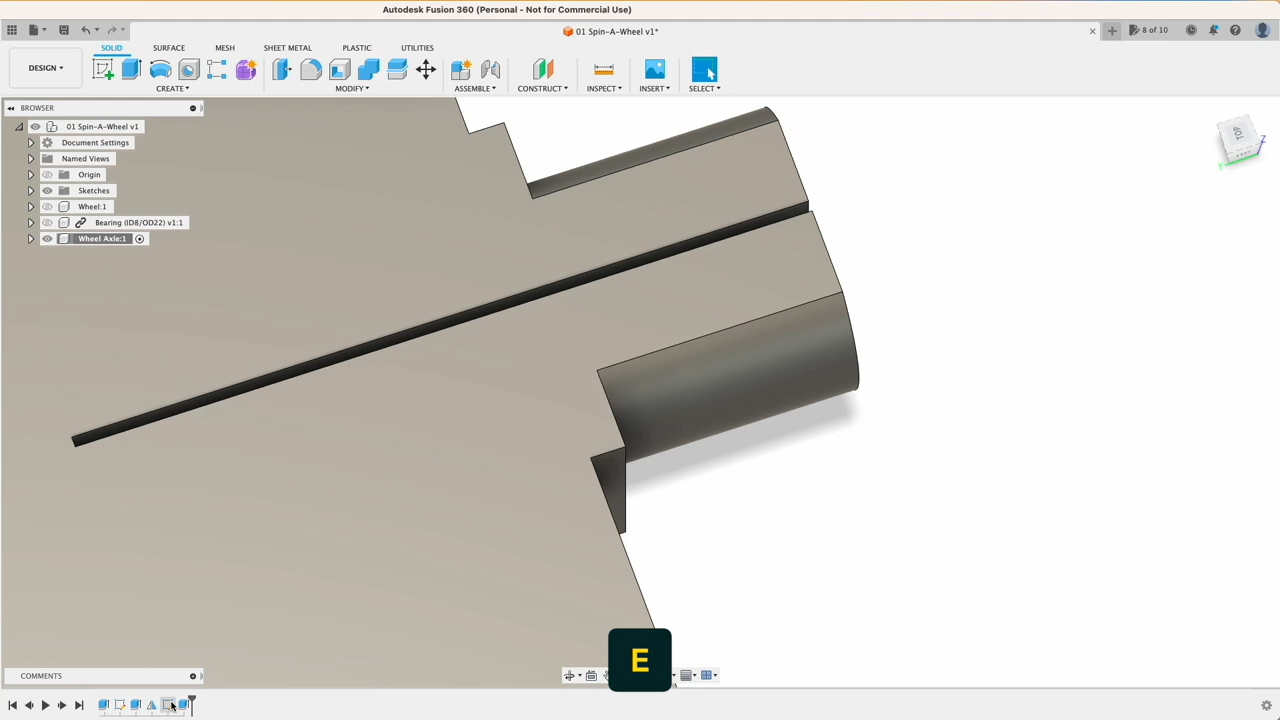 Autodesk Fusion 360 (Personal - Not for Commercial Use)
01 Spin-A-Wheel v1*
8 of 10
SOLID SURFACE MESH SHEET METAL PLASTIC UTILITIES
DESIGN
CREATE MODIFY ASSEMBLE CONSTRUCT INSPECT INSERT SELECT
BROWSER
01 Spin-A-Wheel v1
Document Settings
Named Views
Origin
Sketches
Wheel:1
Bearing (ID8/OD22) v1:1
Wheel Axle:1
TOP
Z
E
COMMENTS